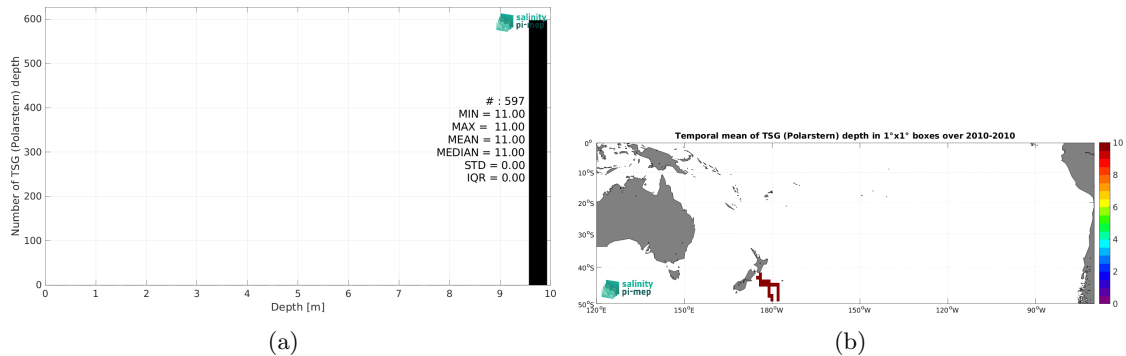 600
500
400
300
200
100
0
Number of TSG (Polarstern) depth
salinity
pi-mep
# : 597
MIN = 11.00
MAX = 11.00
MEAN = 11.00
MEDIAN = 11.00
STD = 0.00
IQR = 0.00
0 1 2 3 4 5 6 7 8 9 10
Depth [m]
(a)
Temporal mean of TSG (Polarstern) depth in 1°x1° boxes over 2010-2010
0°
10°S
20°S
30°S
40°S
50°S
120°E 150°E 180°W 150°W 120°W 90°W
salinity
pi-mep
10
8
6
4
2
0
(b)